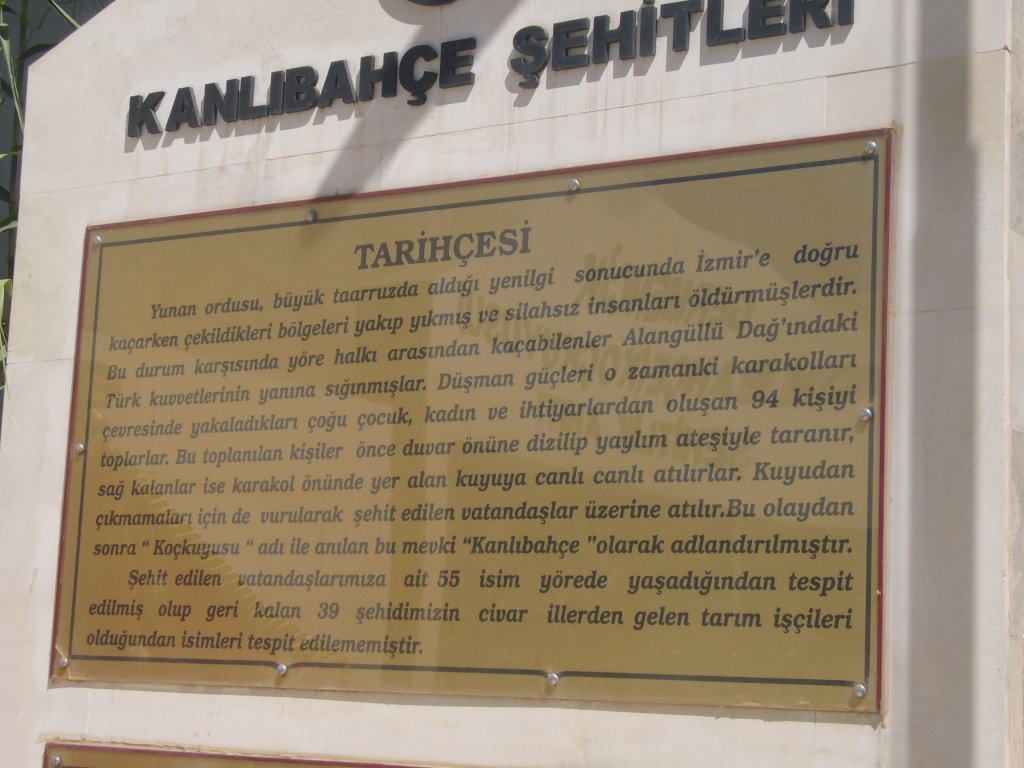 KANLIBAHÇE ŞEHİTLERİ
TARİHÇESİ
Yunan ordusu, büyük taarruzda aldığı yenilgi sonucunda İzmir'e doğru
kaçarken çekildikleri bölgeleri yakıp yıkmış ve silahsız insanları öldürmüşlerdir.
Bu durum karşısında yöre halkı arasından kaçabilenler Alangüllü Dağ'ındaki
Türk kuvvetlerinin yanına sığınmışlar. Düşman güçleri o zamanki karakolları
çevresinde yakaladıkları çoğu çocuk, kadın ve ihtiyarlardan oluşan 94 kişiyi
toplarlar. Bu toplanılan kişiler önce duvar önüne dizilip yaylım ateşiyle taranır,
sağ kalanlar ise karakol önünde yer alan kuyuya canlı canlı atılırlar. Kuyudan
çıkmamaları için de vurularak şehit edilen vatandaşlar üzerine atılır.Bu olaydan
sonra " Koçkuyusu " adı ile anılan bu mevki "Kanlıbahçe "olarak adlandırılmıştır.
Şehit edilen vatandaşlarımıza ait 55 isim yörede yaşadığından tespit
edilmiş olup geri kalan 39 şehidimizin civar illerden gelen tarım işçileri
olduğundan isimleri tespit edilememiştir.